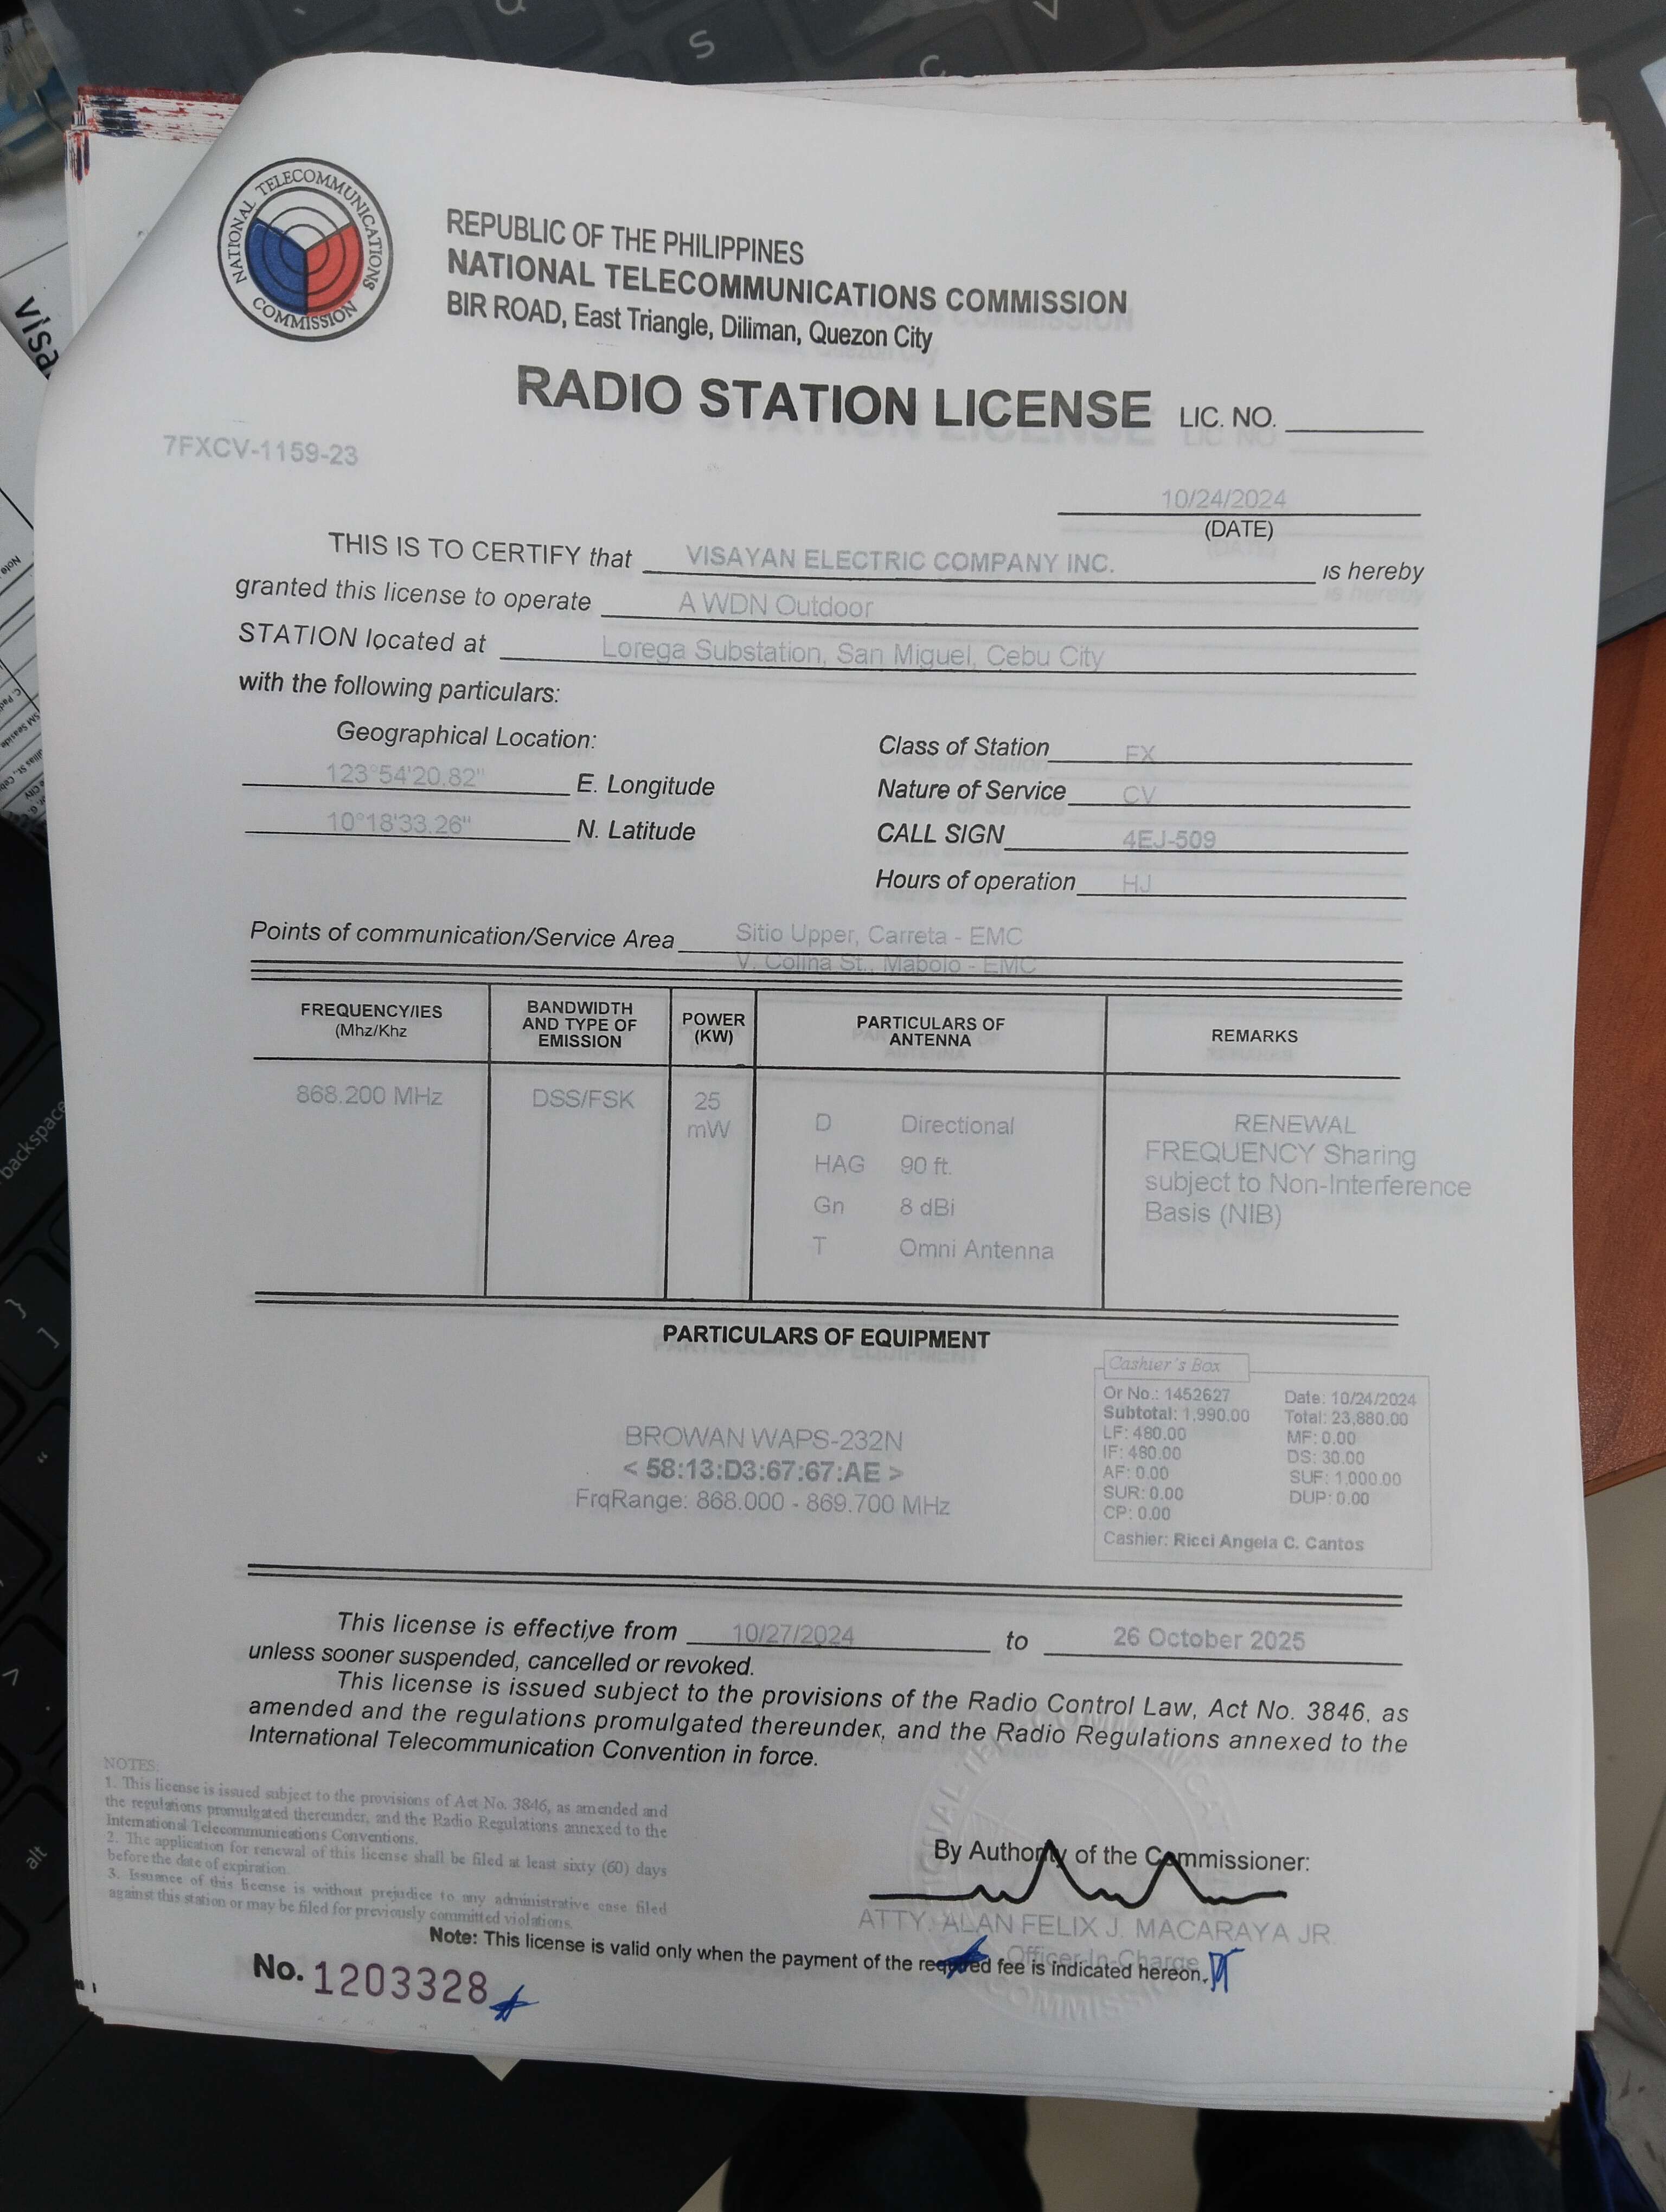 NATIONAL TELECOMMUNICATIONS COMMISSION
REPUBLIC OF THE PHILIPPINES
NATIONAL TELECOMMUNICATIONS COMMISSION
BIR ROAD, East Triangle, Diliman, Quezon City
RADIO STATION LICENSE LIC. NO.
7FXCV-1159-23
10/24/2024
(DATE)
THIS IS TO CERTIFY that VISAYAN ELECTRIC COMPANY INC. is hereby
granted this license to operate A WDN Outdoor
STATION located at Lorega Substation, San Miguel, Cebu City
with the following particulars:
Geographical Location:
123°54'20.82" E. Longitude
10°18'33.26" N. Latitude
Class of Station FX
Nature of Service CV
CALL SIGN 4EJ-509
Hours of operation HJ
Points of communication/Service Area Sitio Upper, Carreta - EMC
V. Colina St., Mabolo - EMC
FREQUENCY/IES
(Mhz/Khz
BANDWIDTH
AND TYPE OF
EMISSION
POWER
(KW)
PARTICULARS OF
ANTENNA
REMARKS
868.200 MHz
DSS/FSK
25
mW
D Directional
HAG 90 ft.
Gn 8 dBi
T Omni Antenna
RENEWAL
FREQUENCY Sharing
subject to Non-Interference
Basis (NIB)
PARTICULARS OF EQUIPMENT
BROWAN WAPS-232N
< 58:13:D3:67:67:AE >
FrqRange: 868.000 - 869.700 MHz
Cashier's Box
Or No.: 1452627 Date: 10/24/2024
Subtotal: 1,990.00 Total: 23,880.00
LF: 480.00 MF: 0.00
IF: 480.00 DS: 30.00
AF: 0.00 SUF: 1,000.00
SUR: 0.00 DUP: 0.00
CP: 0.00
Cashier: Ricci Angela C. Cantos
This license is effective from 10/27/2024 to 26 October 2025
unless sooner suspended, cancelled or revoked.
This license is issued subject to the provisions of the Radio Control Law, Act No. 3846, as
amended and the regulations promulgated thereunder, and the Radio Regulations annexed to the
International Telecommunication Convention in force.
NOTES:
1. This license is issued subject to the provisions of Act No. 3846, as amended and
the regulations promulgated thereunder, and the Radio Regulations annexed to the
International Telecommunications Conventions.
2. The application for renewal of this license shall be filed at least sixty (60) days
before the date of expiration.
3. Issuance of this license is without prejudice to any administrative case filed
against this station or may be filed for previously committed violations.
By Authority of the Commissioner:
ATTY. ALAN FELIX J. MACARAYA JR.
Officer-In-Charge
Note: This license is valid only when the payment of the required fee is indicated hereon.
No. 1203328